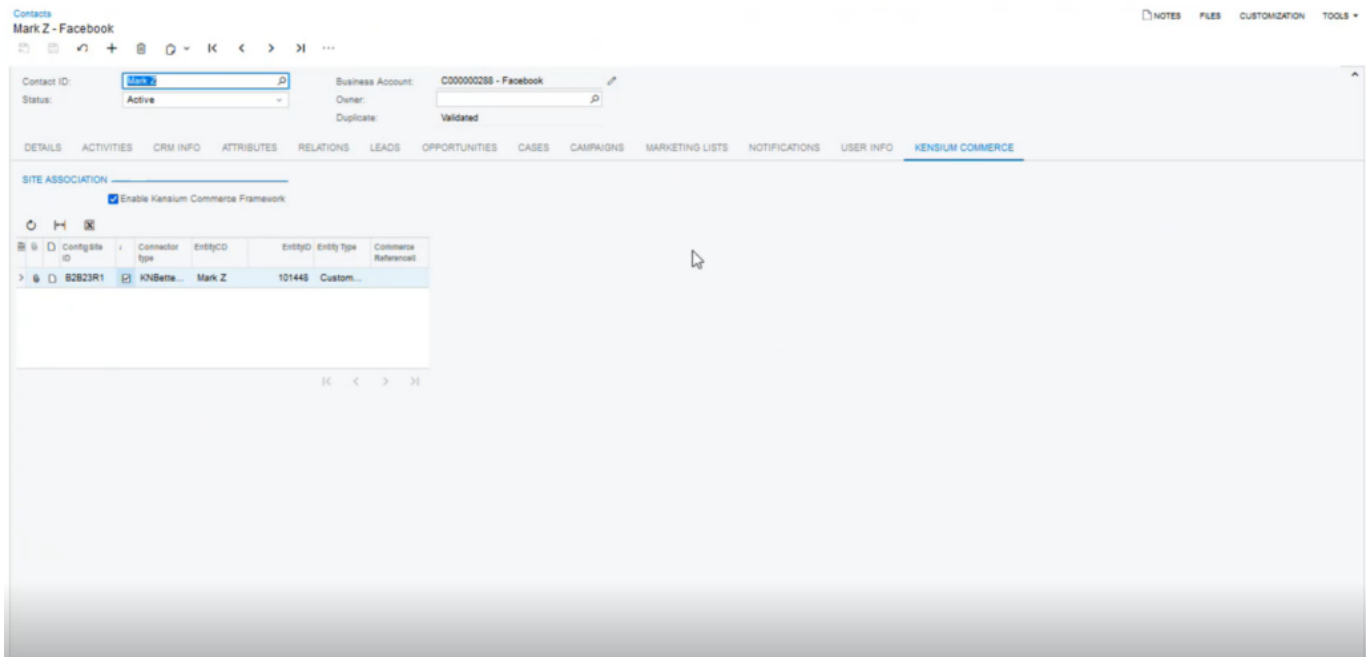 Contacts
Mark Z - Facebook
NOTES FILES CUSTOMIZATION TOOLS
Contact ID: Mark Z
Business Account: C000000288 - Facebook
Status: Active
Owner:
Duplicate: Validated
DETAILS ACTIVITIES CRM INFO ATTRIBUTES RELATIONS LEADS OPPORTUNITIES CASES CAMPAIGNS MARKETING LISTS NOTIFICATIONS USER INFO KENSIUM COMMERCE
SITE ASSOCIATION
Enable Kensium Commerce Framework
Config Site ID Connector type EntityCD EntityID Entity Type Commerce
B2B23R1 KNBette... Mark Z 101448 Custom...